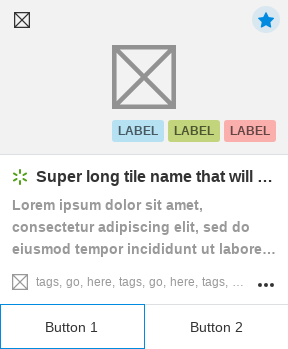 LABEL LABEL LABEL
Super long tile name that will …
Lorem ipsum dolor sit amet,
consectetur adipiscing elit, sed do
eiusmod tempor incididunt ut labore…
tags, go, here, tags, go, here, tags, …
Button 1 Button 2